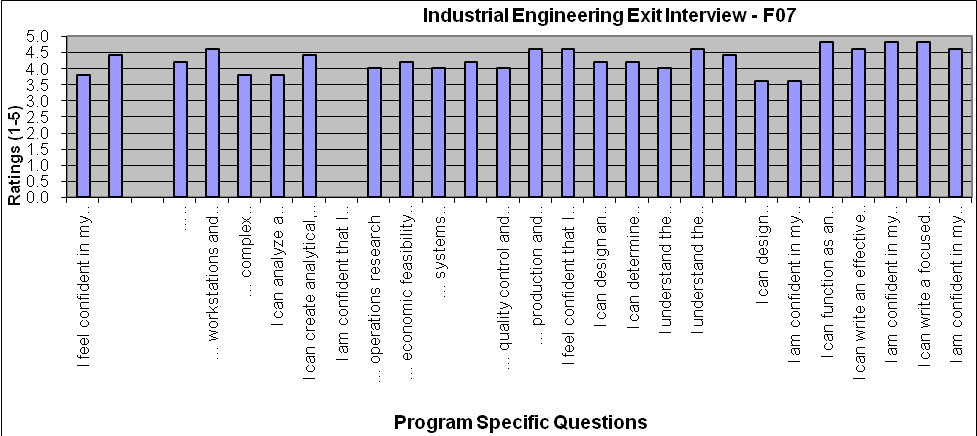 Industrial Engineering Exit Interview - F07
Ratings (1-5)
5.0
4.5
4.0
3.5
3.0
2.5
2.0
1.5
1.0
0.5
0.0
I feel confident in my..
... ..
... workstations and..
... complex..
I can analyze a..
I can create analytical,..
I am confident that I..
... operations research
... economic feasibility..
... systems..
... quality control and..
... production and..
I feel confident that I..
I can design an..
I can determine..
I understand the..
I understand the..
I can design..
I am confident in my..
I can function as an..
I can write an effective..
I am confident in my..
I can write a focused..
I am confident in my..
Program Specific Questions